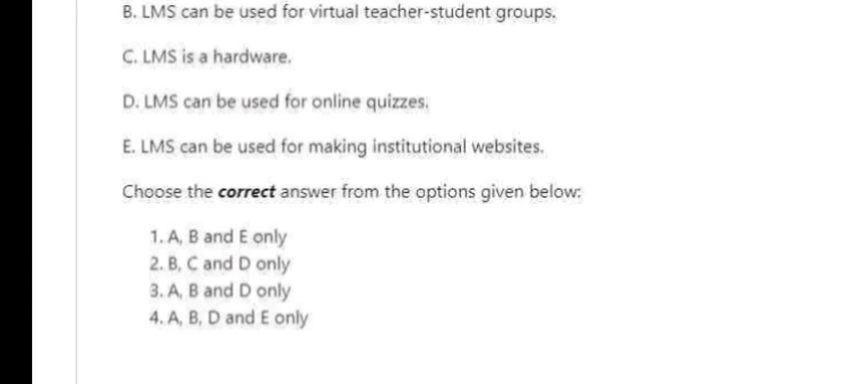 B. LMS can be used for virtual teacher-student groups.
C. LMS is a hardware.
D. LMS can be used for online quizzes.
E. LMS can be used for making institutional websites.
Choose the correct answer from the options given below:
1. A, B and E only
2. B, C and D only
3. A, B and D only
4. A, B, D and E only